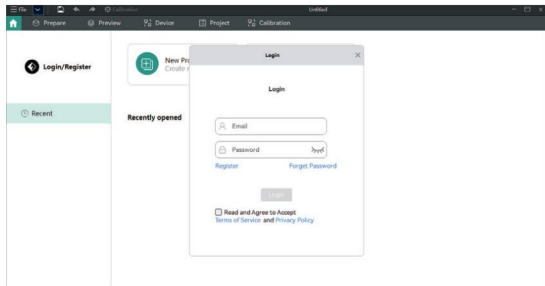 File
Calibration
Untitled
Prepare
Preview
Device
Project
Calibration
Login/Register
New Pro
Create
Login
Login
Recent
Recently opened
Email
Password
Register
Forget Password
Login
Read and Agree to Accept
Terms of Service and Privacy Policy